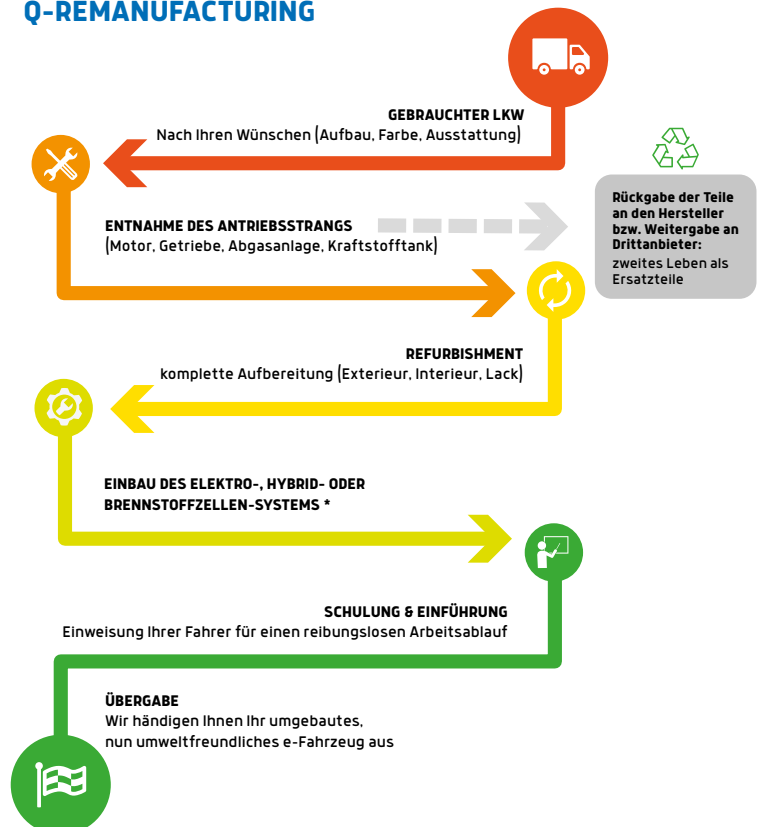 Q-REMANUFACTURING
GEBRAUCHTER LKW
Nach Ihren Wünschen (Aufbau, Farbe, Ausstattung)
ENTNAHME DES ANTRIEBSSTRANGS
(Motor, Getriebe, Abgasanlage, Kraftstofftank)
Rückgabe der Teile
an den Hersteller
bzw. Weitergabe an
Drittanbieter:
zweites Leben als
Ersatzteile
REFURBISHMENT
komplette Aufbereitung (Exterieur, Interieur, Lack)
EINBAU DES ELEKTRO-, HYBRID- ODER
BRENNSTOFFZELLEN-SYSTEMS *
SCHULUNG & EINFÜHRUNG
Einweisung Ihrer Fahrer für einen reibungslosen Arbeitsablauf
ÜBERGABE
Wir händigen Ihnen Ihr umgebautes,
nun umweltfreundliches e-Fahrzeug aus